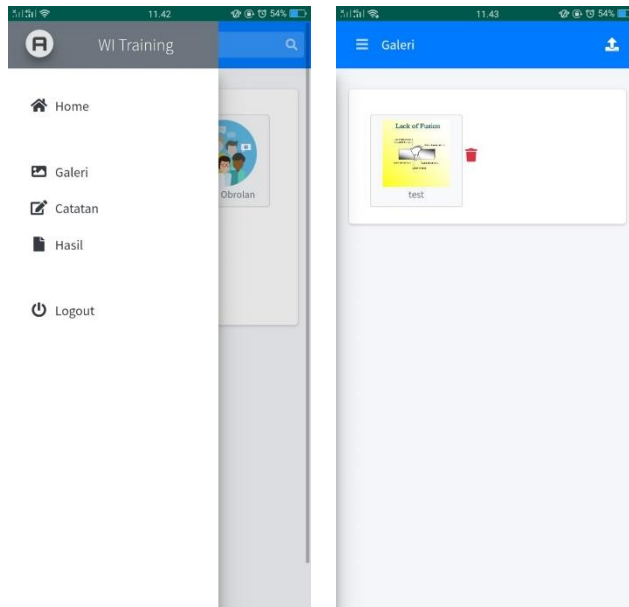 11.42
54%
A
WI Training
Home
Galeri
Catatan
Hasil
Logout
Obrolan
11.43
54%
Galeri
Lack of Fusion
test